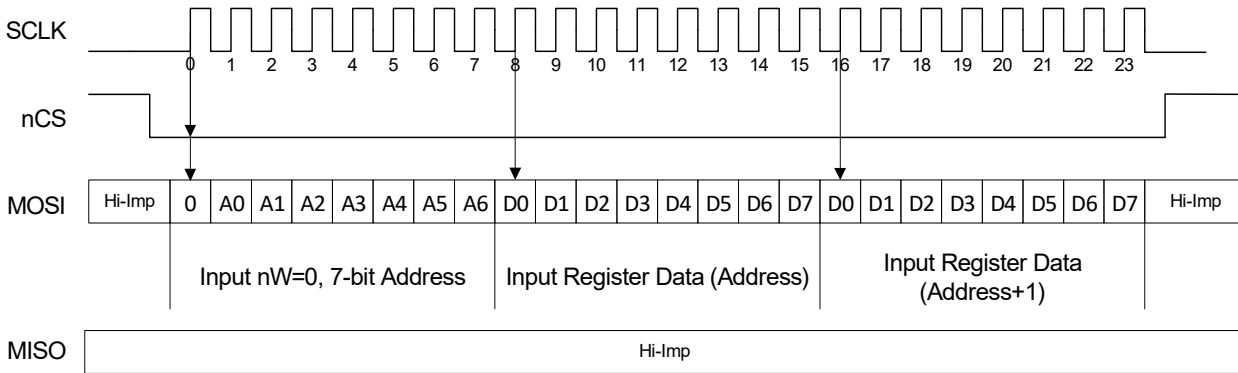 SCLK
0 1 2 3 4 5 6 7 8 9 10 11 12 13 14 15 16 17 18 19 20 21 22 23
nCS
MOSI Hi-Imp 0 A0 A1 A2 A3 A4 A5 A6 D0 D1 D2 D3 D4 D5 D6 D7 D0 D1 D2 D3 D4 D5 D6 D7 Hi-Imp
Input nW=0, 7-bit Address Input Register Data (Address) Input Register Data
(Address+1)
MISO Hi-Imp